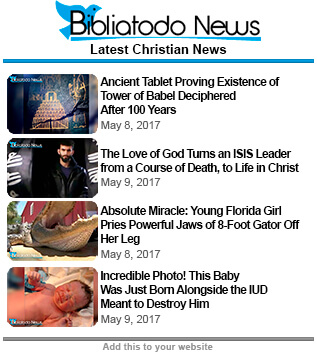 Bibliatodo News
Latest Christian News
Ancient Tablet Proving Existence of
Tower of Babel Deciphered
After 100 Years
May 8, 2017
The Love of God Turns an ISIS Leader
from a Course of Death, to Life in Christ
May 9, 2017
Absolute Miracle: Young Florida Girl
Pries Powerful Jaws of 8-Foot Gator Off
Her Leg
May 8, 2017
Incredible Photo! This Baby
Was Just Born Alongside the IUD
Meant to Destroy Him
May 9, 2017
Add this to your website